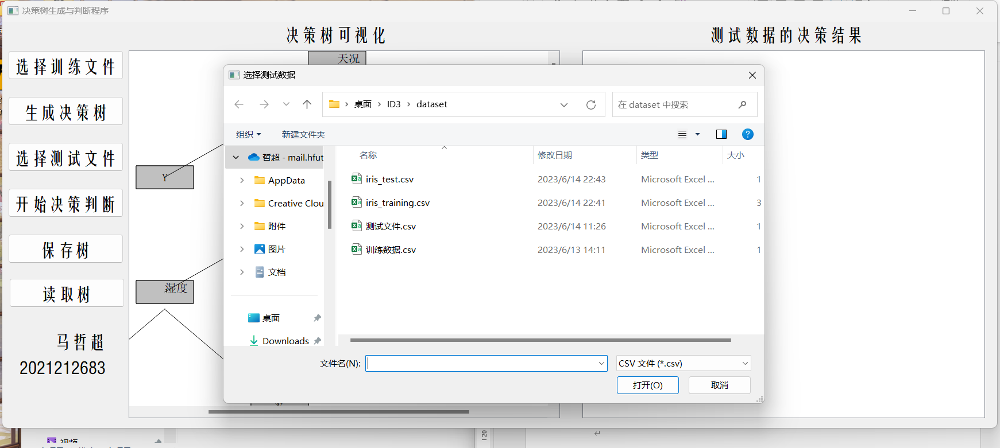 决策树生成与判断程序
决策树可视化
测试数据的决策结果
选择训练文件
生成决策树
选择测试文件
开始决策判断
保存树
读取树
马哲超
2021212683
天况
Y
湿度
选择测试数据
桌面 > ID3 > dataset
在 dataset 中搜索
组织
新建文件夹
哲超 - mail.hfut
AppData
Creative Clou
附件
图片
文档
桌面
Downloads
名称 修改日期 类型 大小
iris_test.csv 2023/6/14 22:43 Microsoft Excel ... 1
iris_training.csv 2023/6/14 22:41 Microsoft Excel ... 3
测试文件.csv 2023/6/14 11:26 Microsoft Excel ... 1
训练数据.csv 2023/6/13 14:11 Microsoft Excel ... 1
文件名(N):
CSV 文件 (*.csv)
打开(O)
取消
视频
20